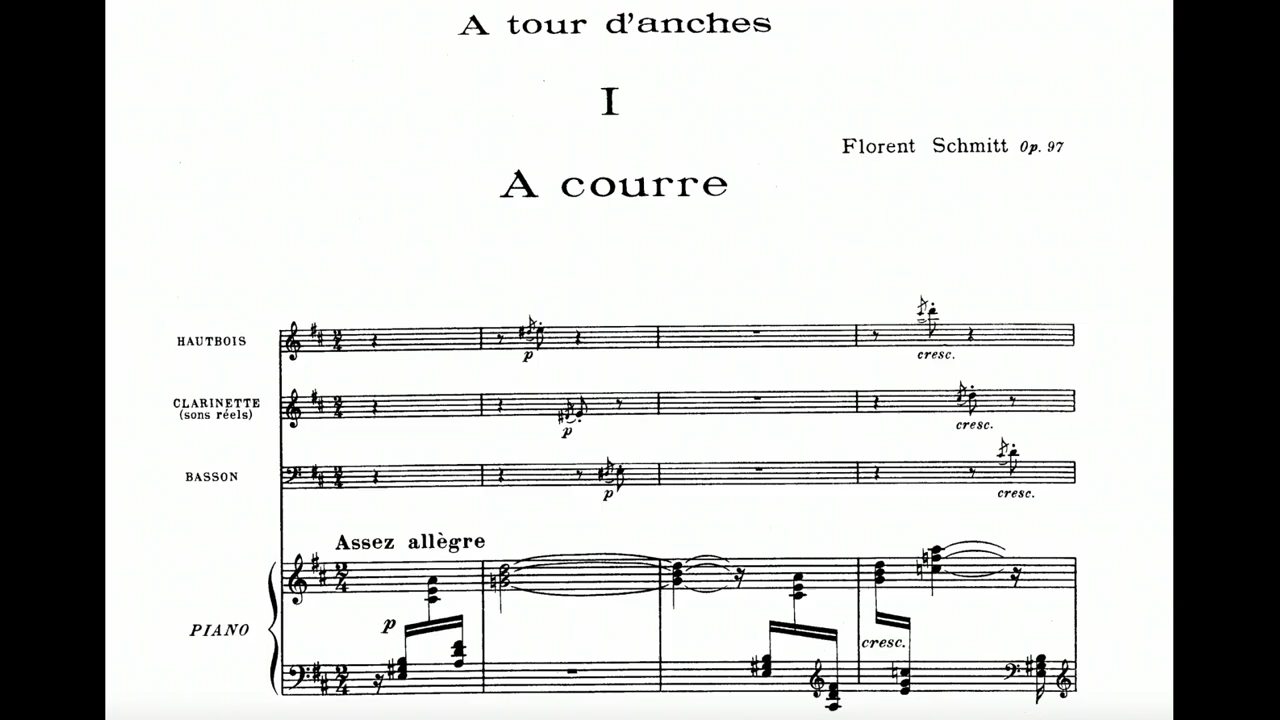 A tour d'anches
I
Florent Schmitt Op. 97
A courre
HAUTBOIS
p
cresc.
CLARINETTE
(sons réels)
p
cresc.
BASSON
p
cresc.
Assez allègre
PIANO
p
cresc.